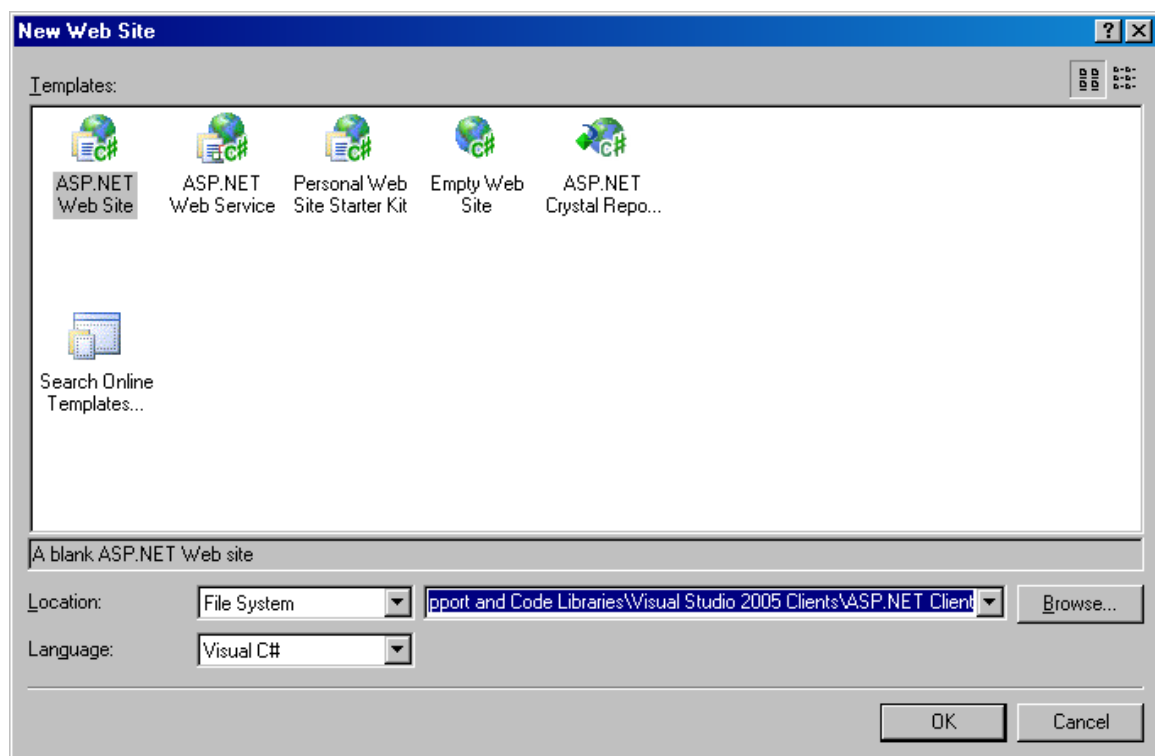 New Web Site
Templates:
ASP.NET
Web Site
ASP.NET
Web Service
Personal Web
Site Starter Kit
Empty Web
Site
ASP.NET
Crystal Repo...
Search Online
Templates...
A blank ASP.NET Web site
Location:
File System
pport and Code Libraries\Visual Studio 2005 Clients\ASP.NET Client
Browse...
Language:
Visual C#
OK
Cancel